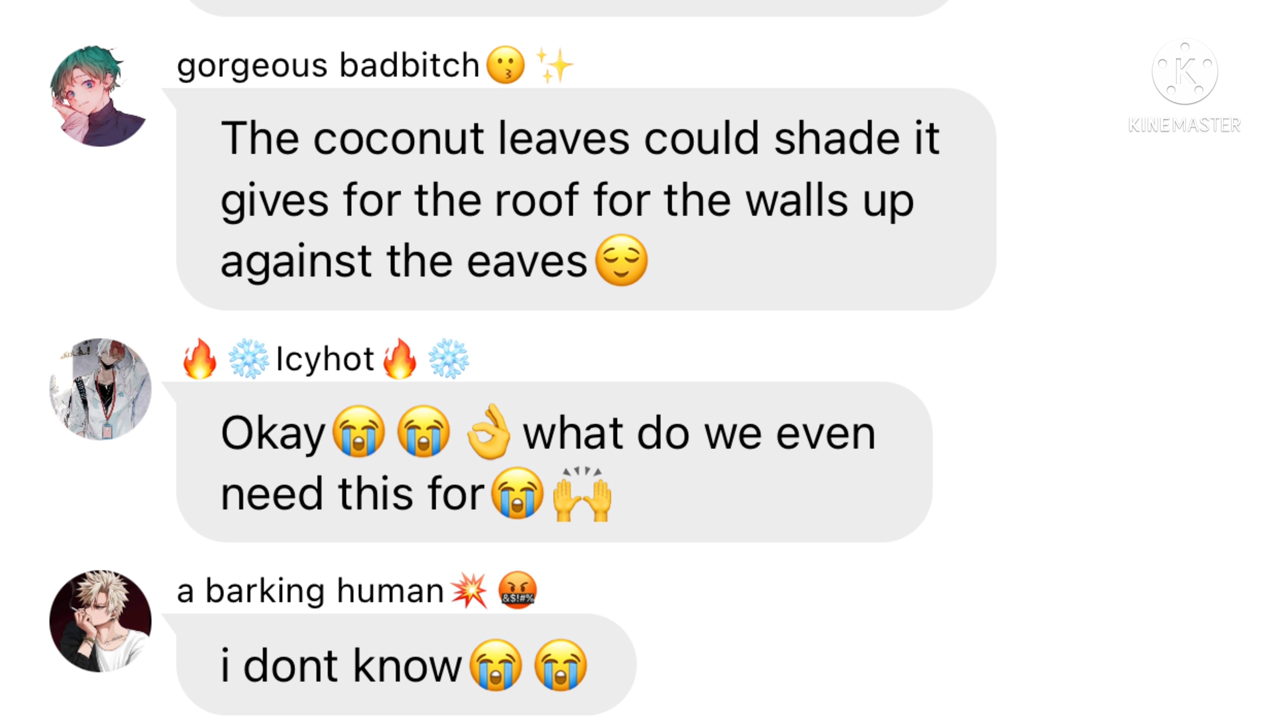 gorgeous badbitch😗✨
The coconut leaves could shade it
gives for the roof for the walls up
against the eaves😌
🔥❄️Icyhot🔥❄️
Okay😭😭👌what do we even
need this for😭🙌
a barking human💥🤬
i dont know😭😭
K
KINEMASTER